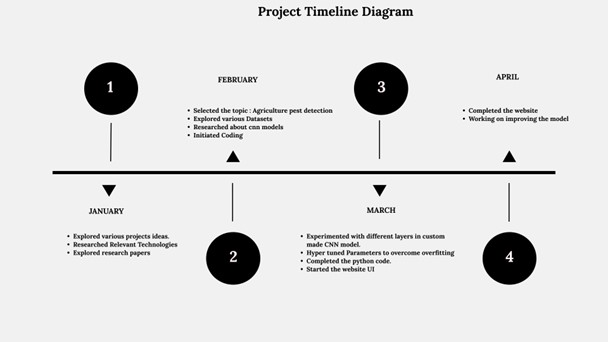 Project Timeline Diagram
1
FEBRUARY
• Selected the topic : Agriculture pest detection
• Explored various Datasets
• Researched about cnn models
• Initiated Coding
3
APRIL
• Completed the website
• Working on improving the model
JANUARY
• Explored various projects ideas.
• Researched Relevant Technologies
• Explored research papers
2
MARCH
• Experimented with different layers in custom
made CNN model.
• Hyper tuned Parameters to overcome overfitting
• Completed the python code.
• Started the website UI
4